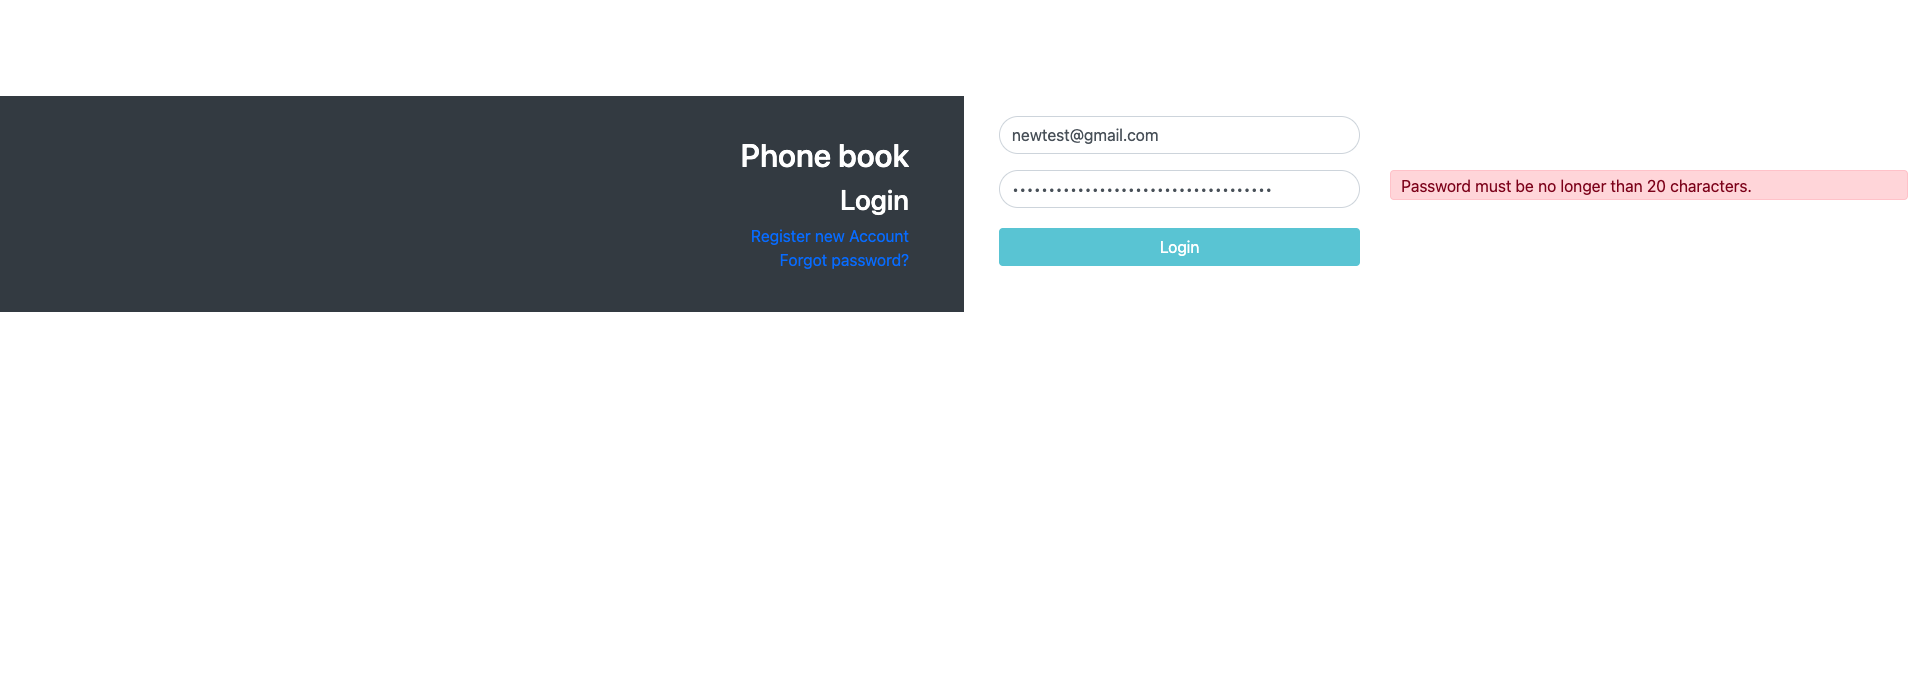 Phone book
Login
Register new Account
Forgot password?
newtest@gmail.com
••••••••••••••••••••••••••••••••••••
Password must be no longer than 20 characters.
Login